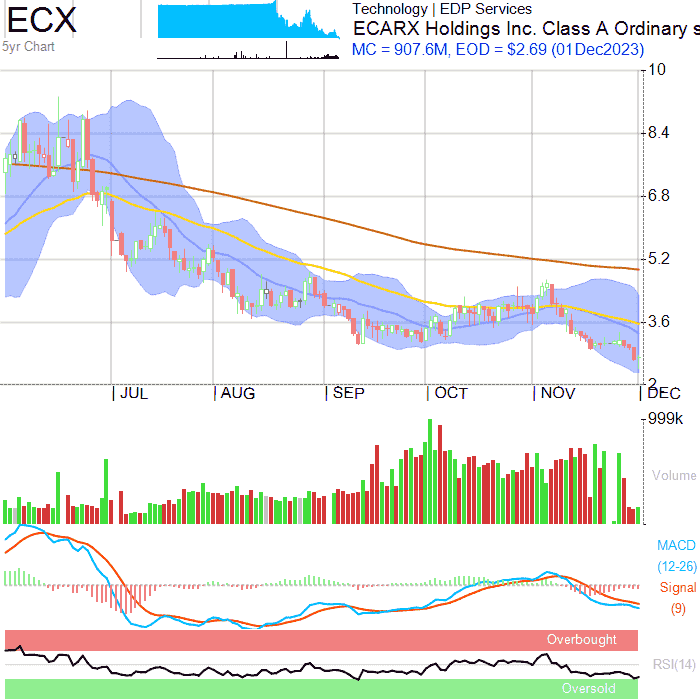 ECX
5yr Chart
Technology | EDP Services
ECARX Holdings Inc. Class A Ordinary s
MC = 907.6M, EOD = $2.69 (01Dec2023)
10
8.4
6.8
5.2
3.6
2
JUL AUG SEP OCT NOV DEC
999k
Volume
MACD
(12-26)
Signal
(9)
Overbought
RSI(14)
Oversold